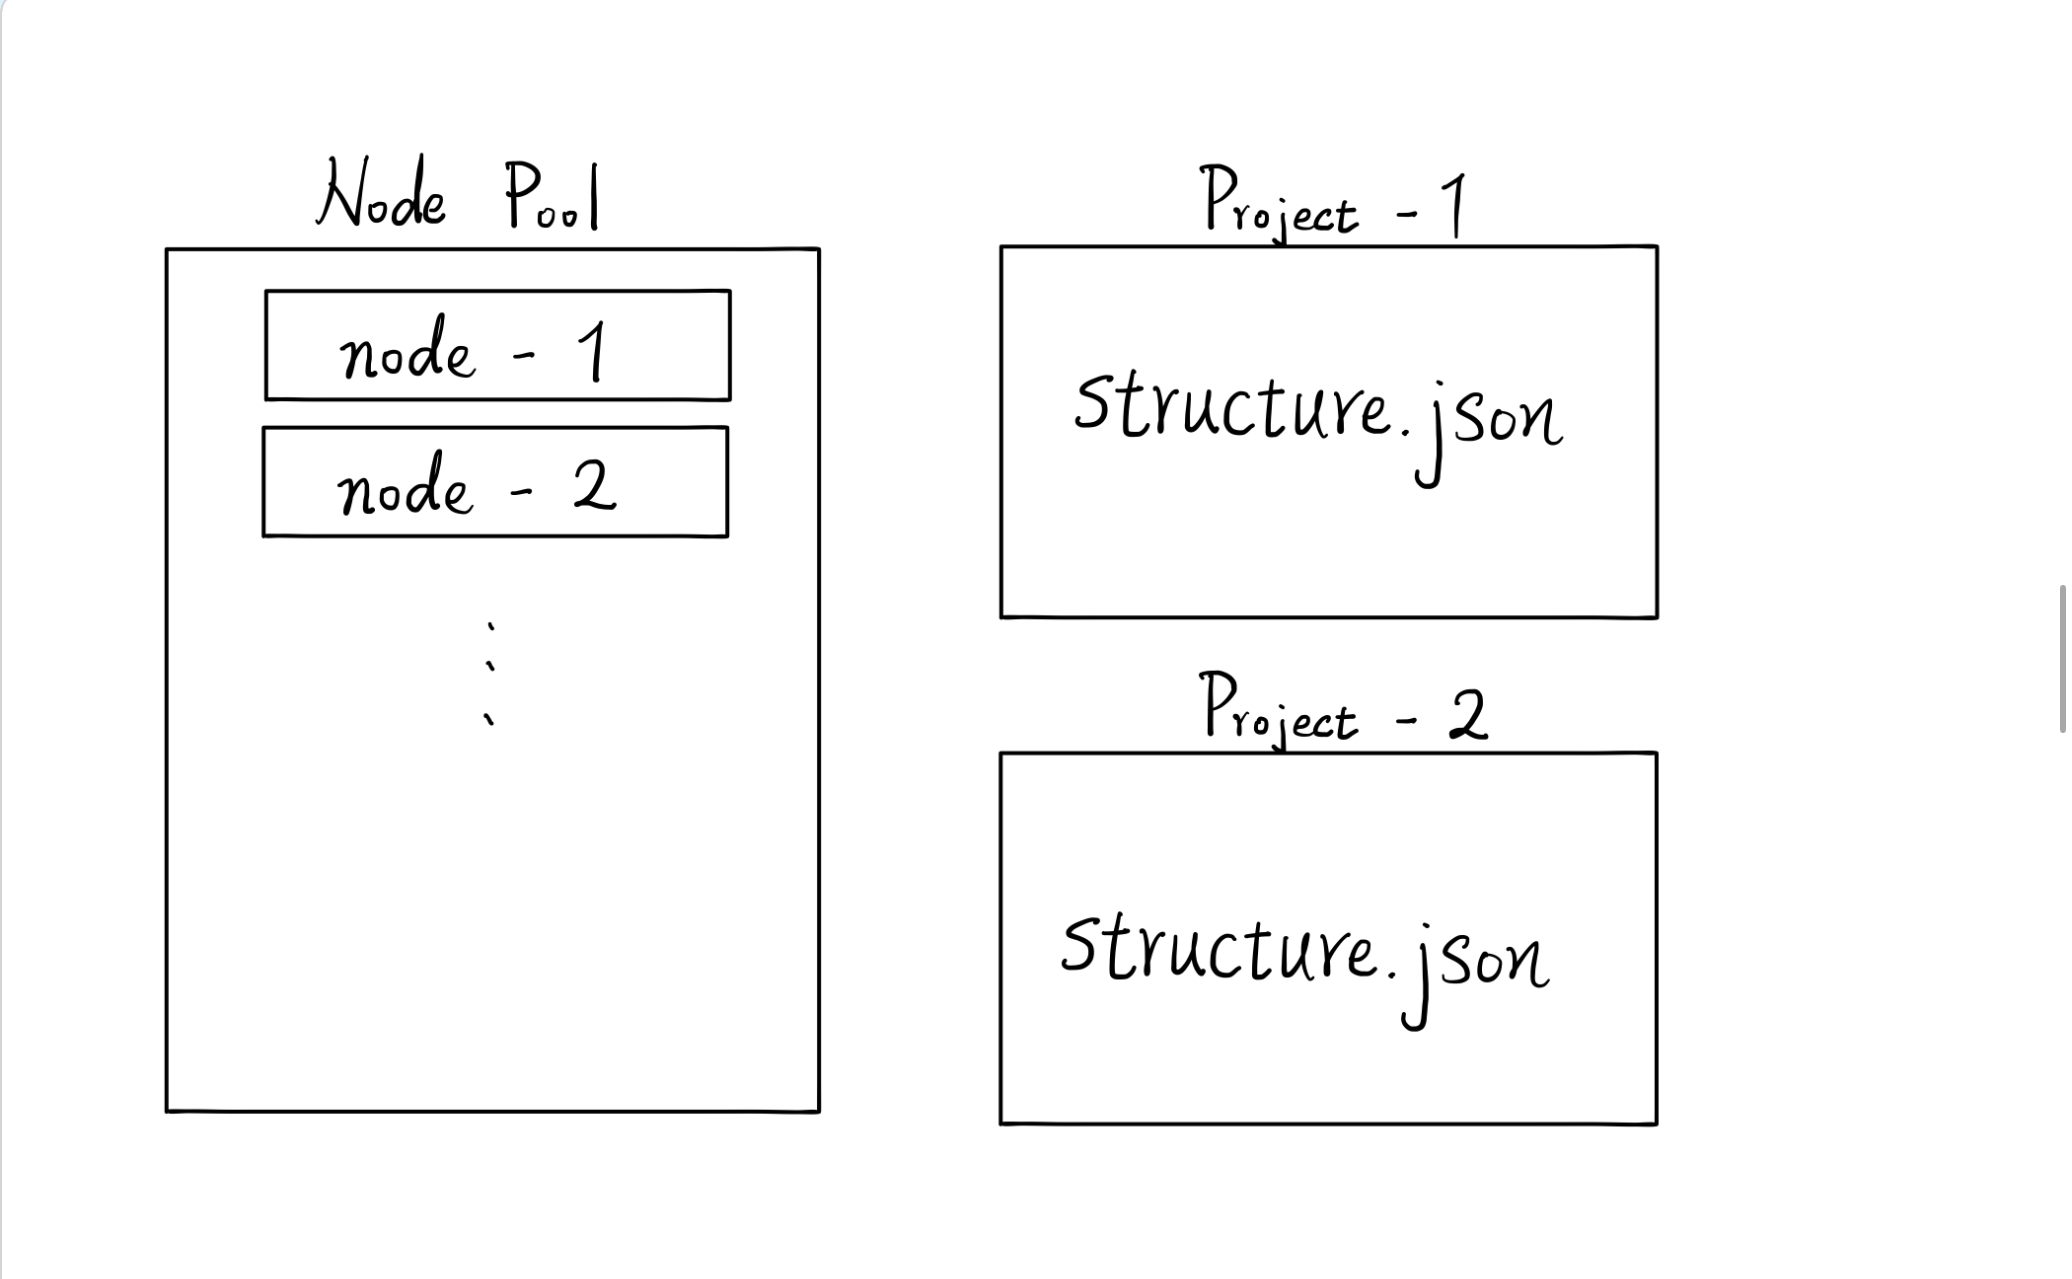 Node Pool
node - 1
node - 2
Project - 1
structure.json
Project - 2
structure.json